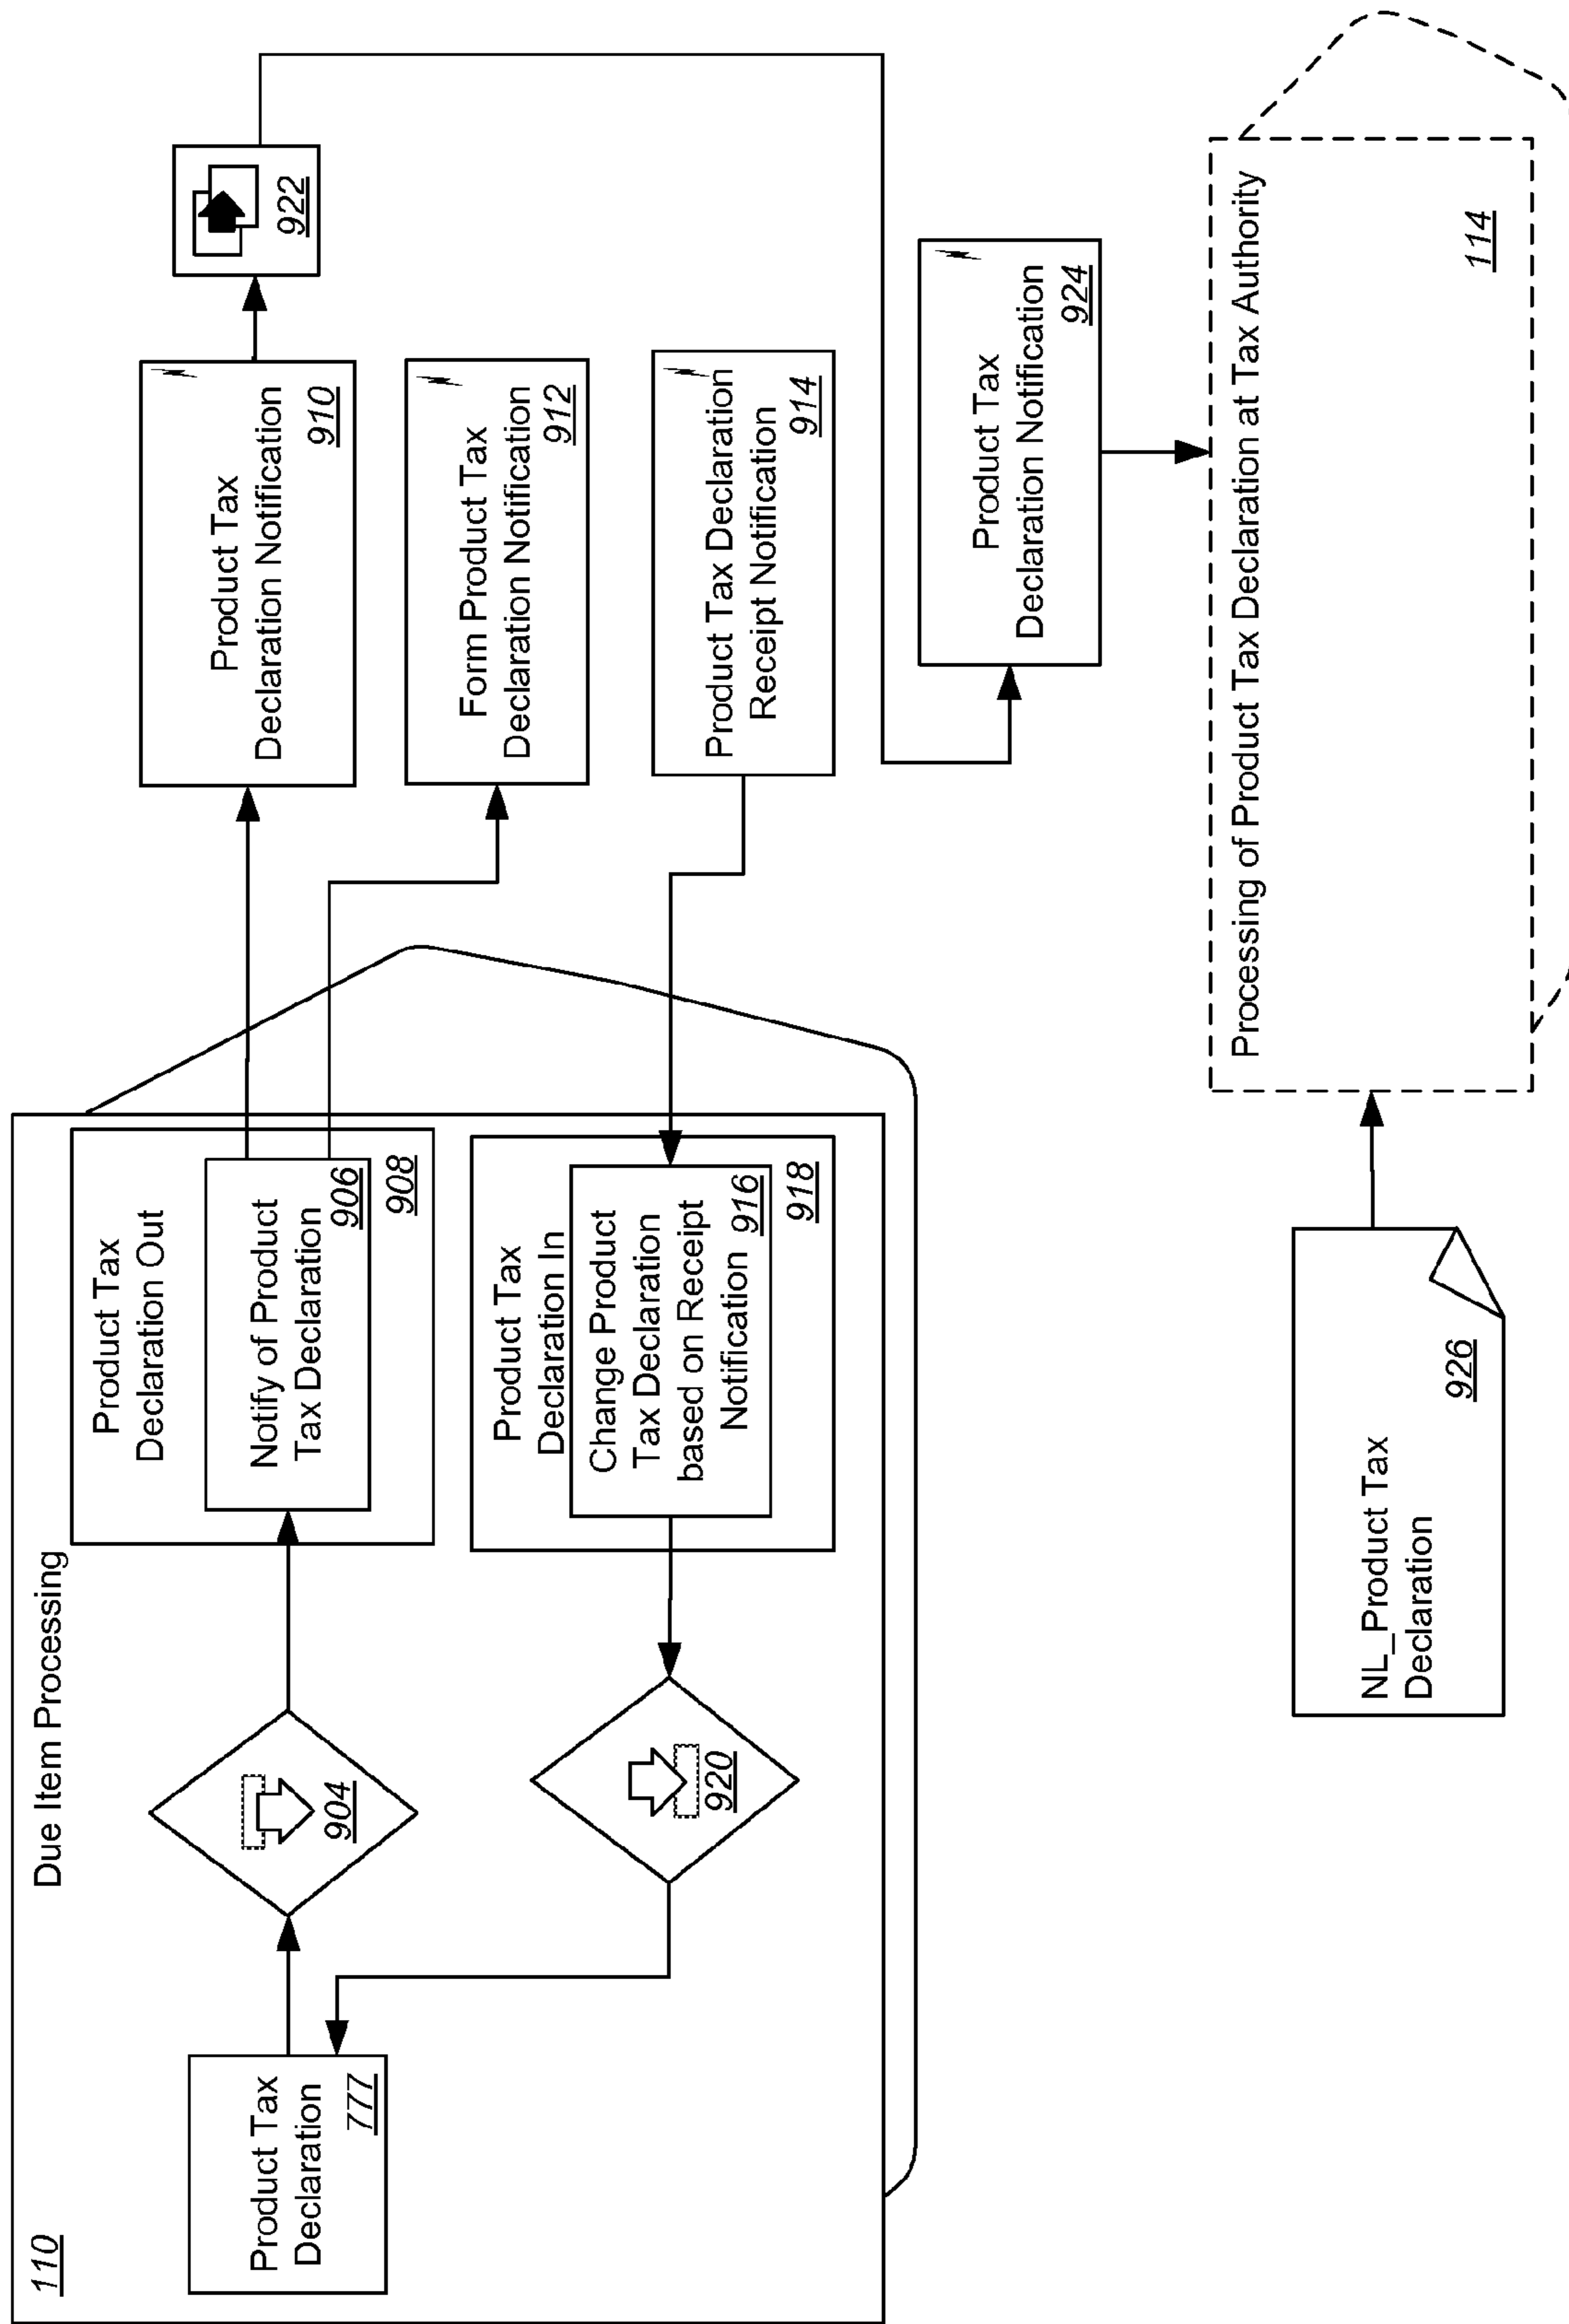 110
Due Item Processing
Product Tax
Declaration
777
904
Product Tax
Declaration Out
Notify of Product
Tax Declaration
906
908
Product Tax
Declaration Notification
910
922
Form Product Tax
Declaration Notification
912
920
Product Tax
Declaration In
Change Product
Tax Declaration
based on Receipt
Notification 916
918
Product Tax Declaration
Receipt Notification
914
Product Tax
Declaration Notification
924
NL_Product Tax
Declaration
926
Processing of Product Tax Declaration at Tax Authority
114